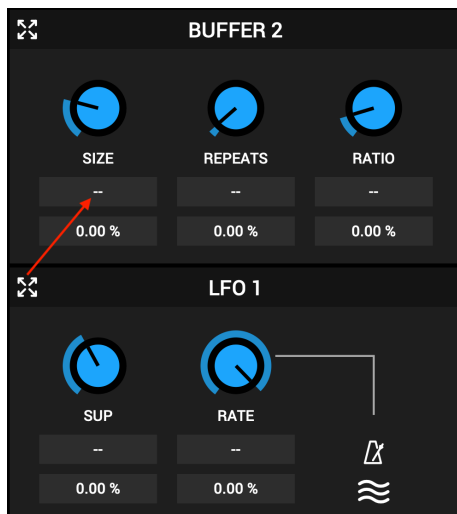 BUFFER 2
SIZE REPEATS RATIO
-- -- --
0.00 % 0.00 % 0.00 %
LFO 1
SUP RATE
-- --
0.00 % 0.00 %